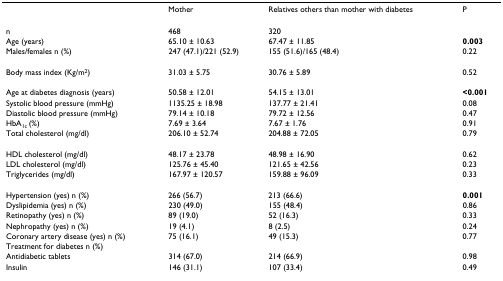 Mother Relatives others than mother with diabetes P
n 468 320
Age (years) 65.10 ± 10.63 67.47 ± 11.85 0.003
Males/females n (%) 247 (47.1)/221 (52.9) 155 (51.6)/165 (48.4) 0.22
Body mass index (Kg/m²) 31.03 ± 5.75 30.76 ± 5.89 0.52
Age at diabetes diagnosis (years) 50.58 ± 12.01 54.15 ± 13.01 <0.001
Systolic blood pressure (mmHg) 1135.25 ± 18.98 137.77 ± 21.41 0.08
Diastolic blood pressure (mmHg) 79.14 ± 10.18 79.72 ± 12.56 0.47
HbA1c (%) 7.69 ± 3.64 7.67 ± 1.76 0.91
Total cholesterol (mg/dl) 206.10 ± 52.74 204.88 ± 72.05 0.79
HDL cholesterol (mg/dl) 48.17 ± 23.78 48.98 ± 16.90 0.62
LDL cholesterol (mg/dl) 125.76 ± 45.40 121.65 ± 42.56 0.23
Triglycerides (mg/dl) 167.97 ± 120.57 159.88 ± 96.09 0.33
Hypertension (yes) n (%) 266 (56.7) 213 (66.6) 0.001
Dyslipidemia (yes) n (%) 230 (49.0) 155 (48.4) 0.86
Retinopathy (yes) n (%) 89 (19.0) 52 (16.3) 0.33
Nephropathy (yes) n (%) 19 (4.1) 8 (2.5) 0.24
Coronary artery disease (yes) n (%) 75 (16.1) 49 (15.3) 0.77
Treatment for diabetes n (%)
Antidiabetic tablets 314 (67.0) 214 (66.9) 0.98
Insulin 146 (31.1) 107 (33.4) 0.49